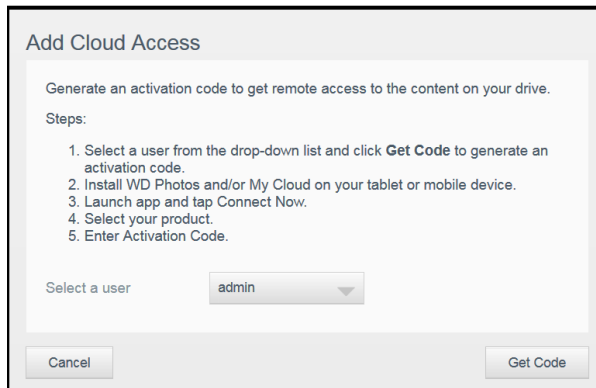 Add Cloud Access
Generate an activation code to get remote access to the content on your drive.
Steps:
1. Select a user from the drop-down list and click Get Code to generate an
activation code.
2. Install WD Photos and/or My Cloud on your tablet or mobile device.
3. Launch app and tap Connect Now.
4. Select your product.
5. Enter Activation Code.
Select a user admin
Cancel Get Code